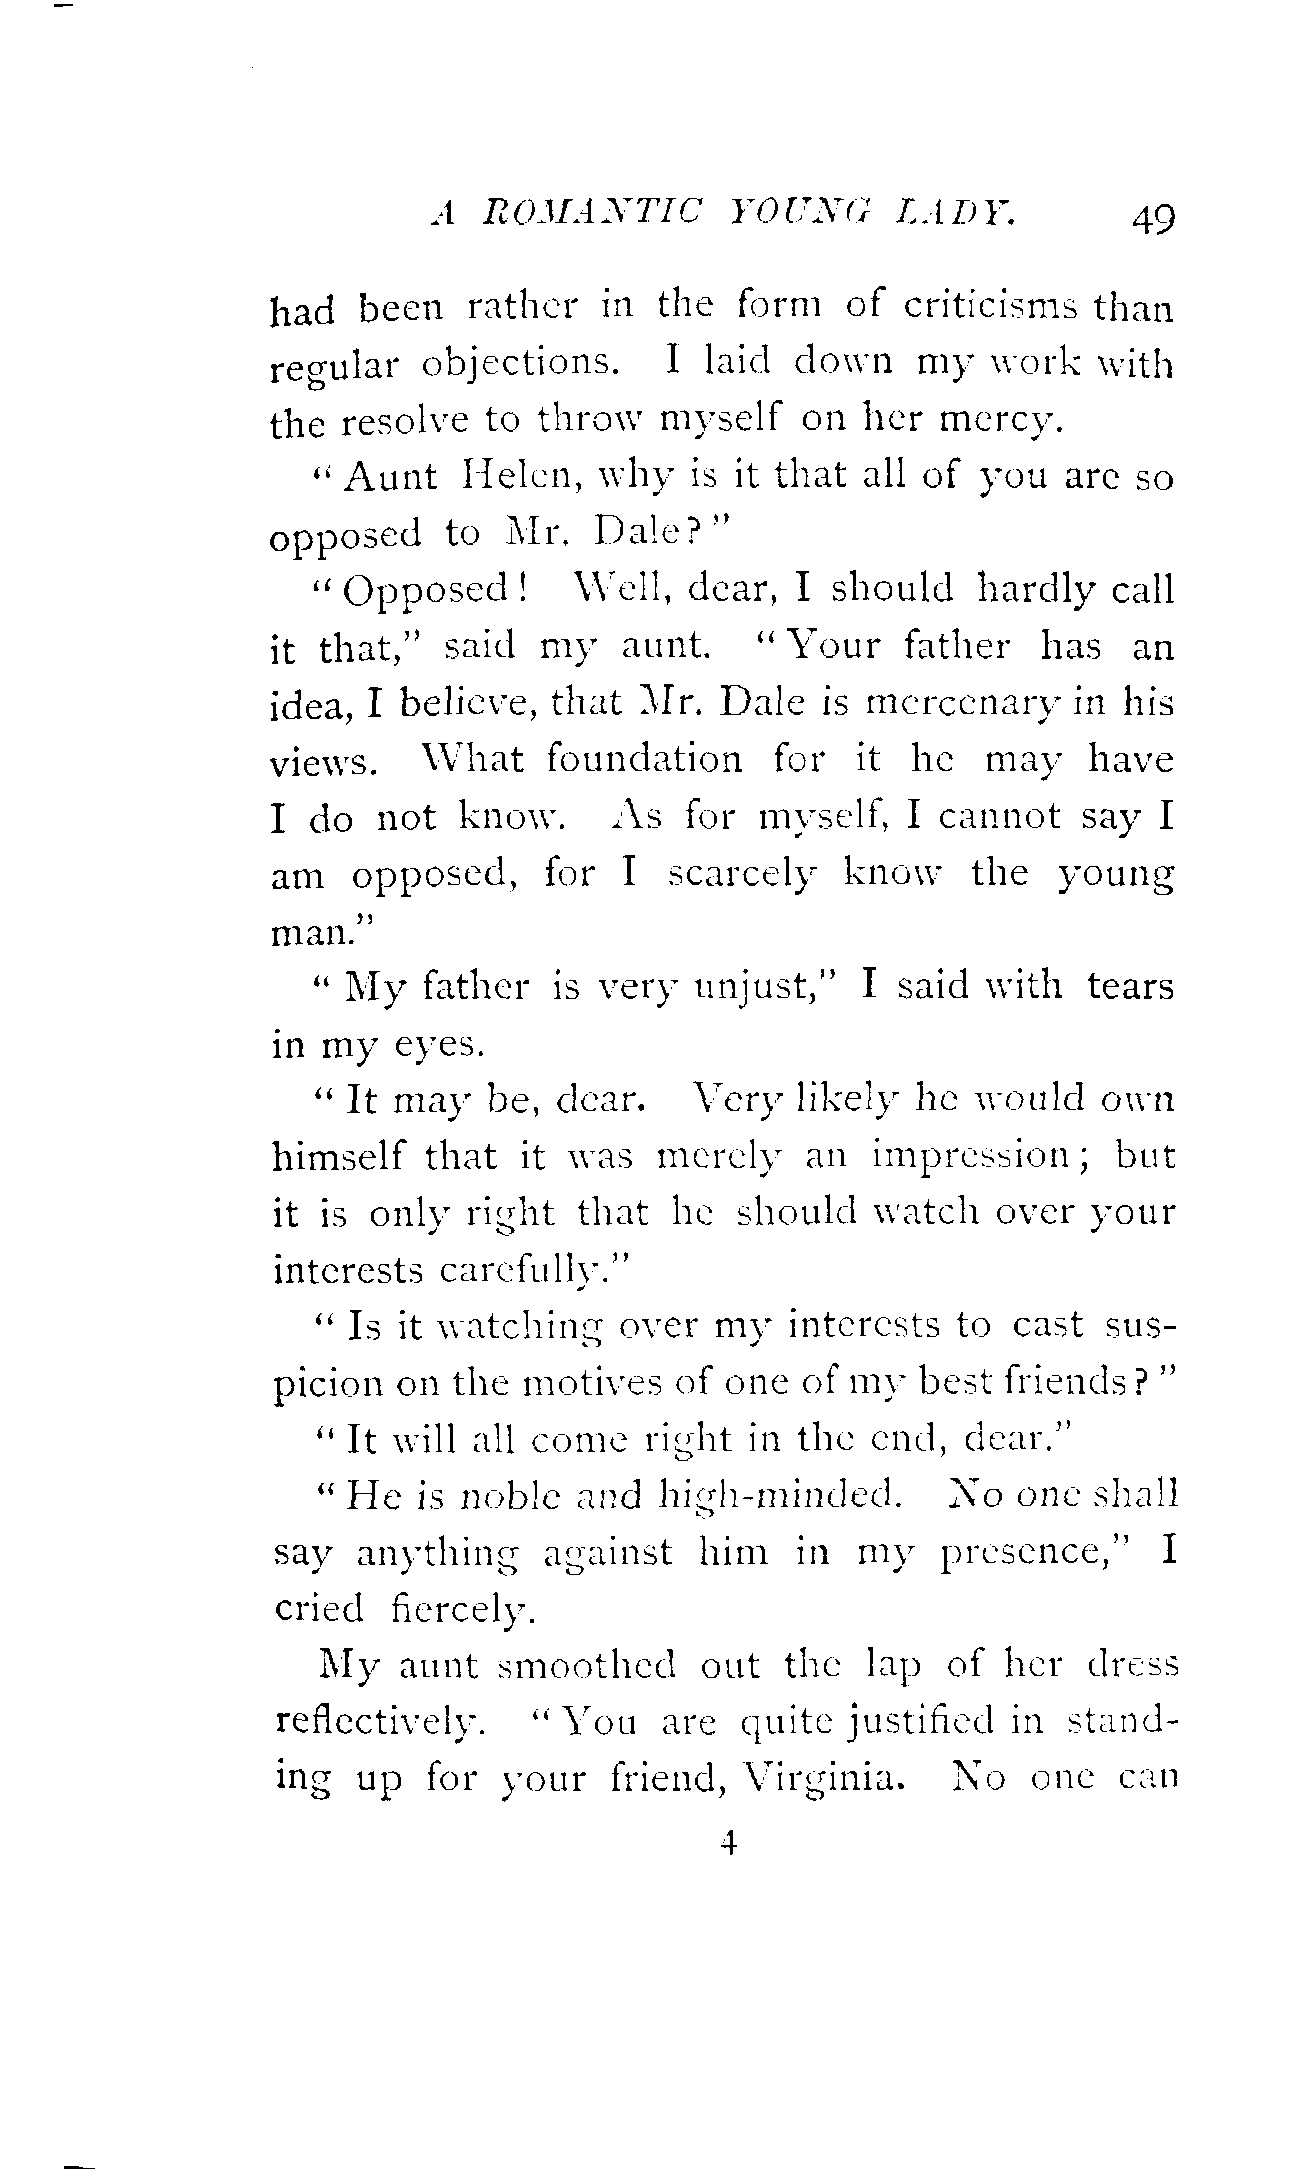 A ROMANTIC YOUNG LADY. 49
had been rather in the form of criticisms than
regular objections. I laid down my work with
the resolve to throw myself on her mercy.
“ Aunt Helen, why is it that all of you are so
opposed to Mr. Dale? ”
“ Opposed ! Well, dear, I should hardly call
it that,” said my aunt. “ Your father has an
idea, I believe, that Mr. Dale is mercenary in his
views. What foundation for it he may have
I do not know. As for myself, I cannot say I
am opposed, for I scarcely know the young
man.”
“ My father is very unjust,” I said with tears
in my eyes.
“ It may be, dear. Very likely he would own
himself that it was merely an impression ; but
it is only right that he should watch over your
interests carefully.”
“ Is it watching over my interests to cast sus-
picion on the motives of one of my best friends ? ”
“ It will all come right in the end, dear.”
“ He is noble and high-minded. No one shall
say anything against him in my presence,” I
cried fiercely.
My aunt smoothed out the lap of her dress
reflectively. “ You are quite justified in stand-
ing up for your friend, Virginia. No one can
4